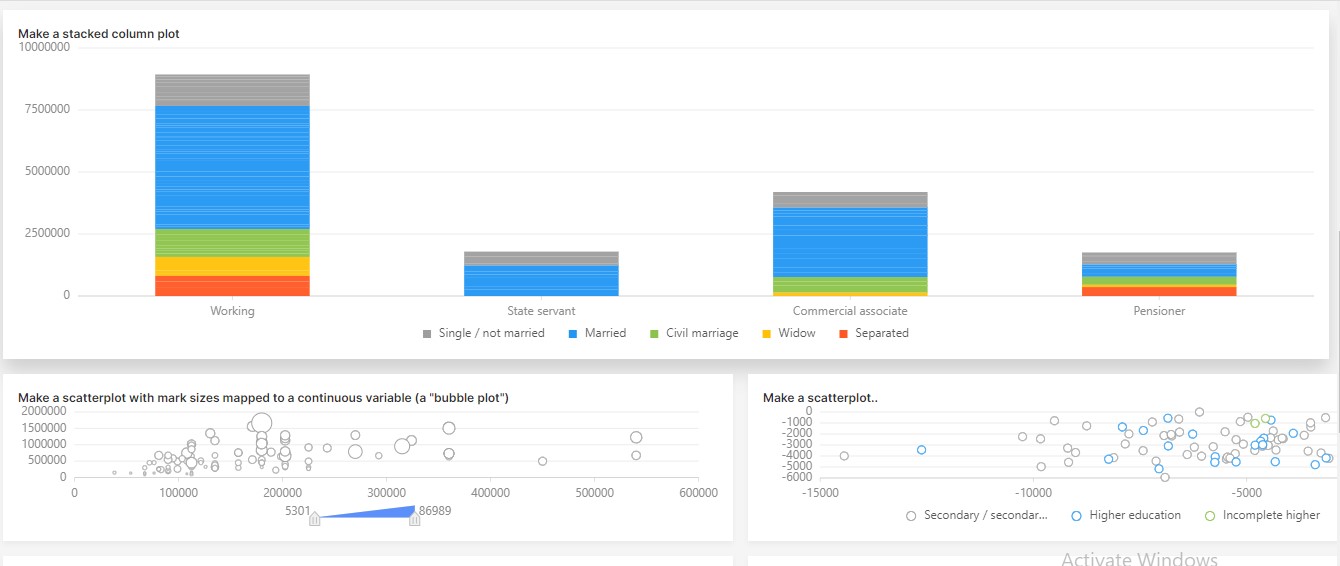 Make a stacked column plot
10000000
7500000
5000000
2500000
0
Working State servant Commercial associate Pensioner
Single / not married Married Civil marriage Widow Separated
Make a scatterplot with mark sizes mapped to a continuous variable (a "bubble plot")
2000000
1500000
1000000
500000
0
0 100000 200000 300000 400000 500000 600000
5301 86989
Make a scatterplot..
0
-1000
-2000
-3000
-4000
-5000
-6000
-15000 -10000 -5000
Secondary / secondar... Higher education Incomplete higher
Activate Windows